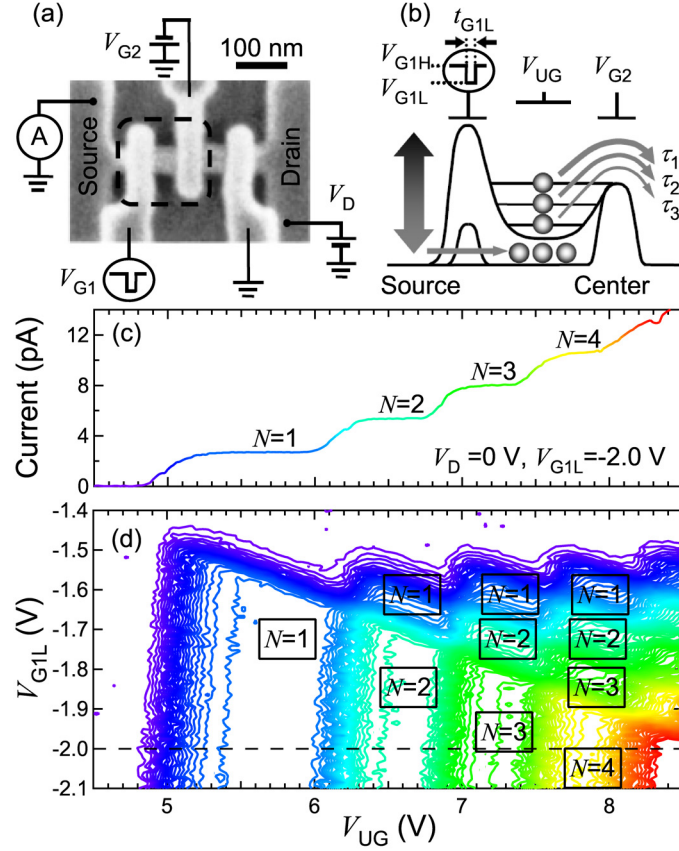 (a)
V_G2
100 nm
A
Source
Drain
V_D
V_G1
(b)
t_G1L
V_G1H
V_G1L
V_UG
V_G2
τ1
τ2
τ3
Source
Center
(c)
Current (pA)
12
8
4
0
N=1
N=2
N=3
N=4
V_D =0 V, V_G1L=-2.0 V
(d)
V_G1L (V)
-1.4
-1.5
-1.6
-1.7
-1.8
-1.9
-2.0
-2.1
N=1
N=1
N=1
N=1
N=2
N=2
N=2
N=3
N=3
N=4
5
6
7
8
V_UG (V)